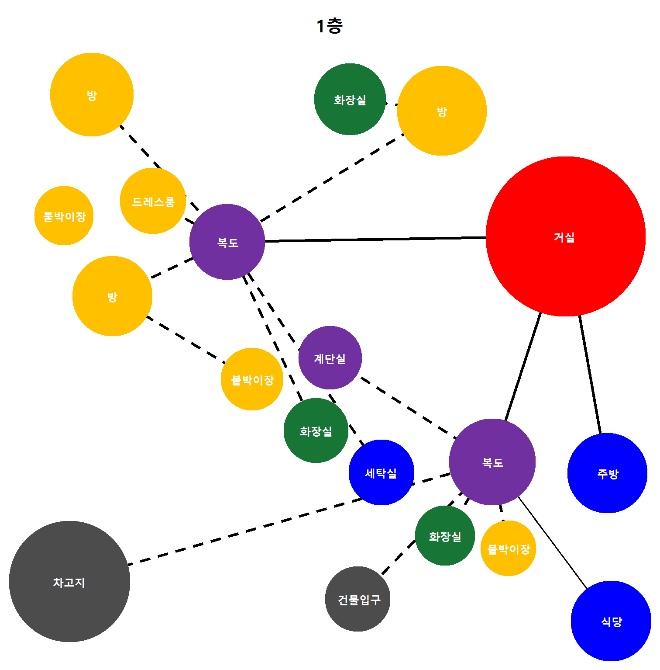 1층
방
화장실
방
드레스룸
붙박이장
복도
거실
방
계단실
붙박이장
화장실
복도
세탁실
주방
화장실
붙박이장
차고지
건물입구
식당